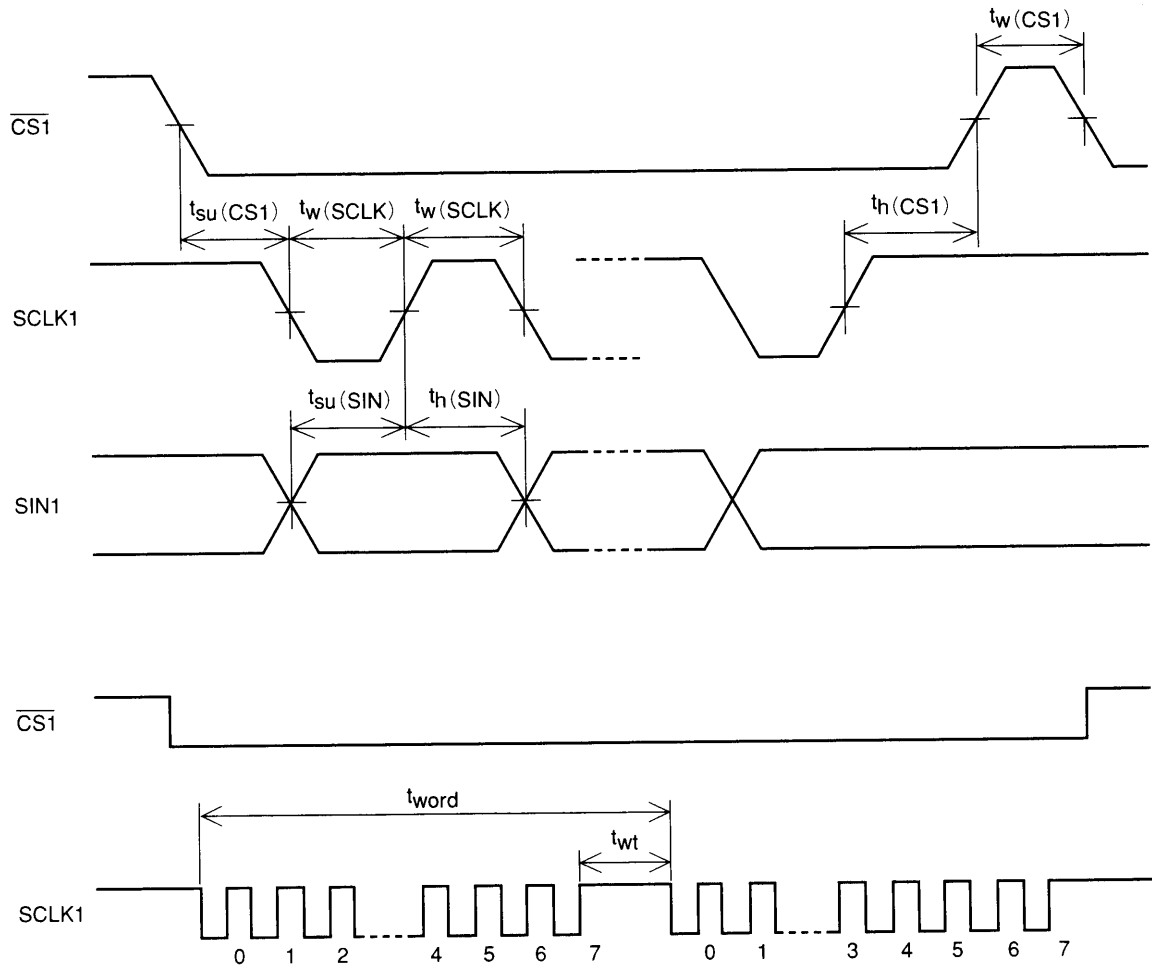 tw (CS1)
CS1
tsu (CS1) tw (SCLK) tw (SCLK) th (CS1)
SCLK1
tsu (SIN) th (SIN)
SIN1
CS1
tword
twt
SCLK1
0 1 2 4 5 6 7 0 1 3 4 5 6 7